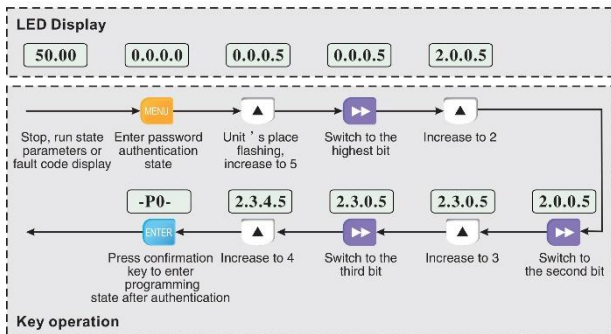 LED Display
50.00 0.0.0.0 0.0.0.5 0.0.0.5 2.0.0.5
MENU
Stop, run state
parameters or
fault code display
Enter password
authentication
state
Unit ' s place
flashing,
increase to 5
Switch to the
highest bit
Increase to 2
-P0- 2.3.4.5 2.3.0.5 2.3.0.5 2.0.0.5
ENTER
Press confirmation
key to enter
programming
state after authentication
Increase to 4
Switch to the
third bit
Increase to 3
Switch to
the second bit
Key operation